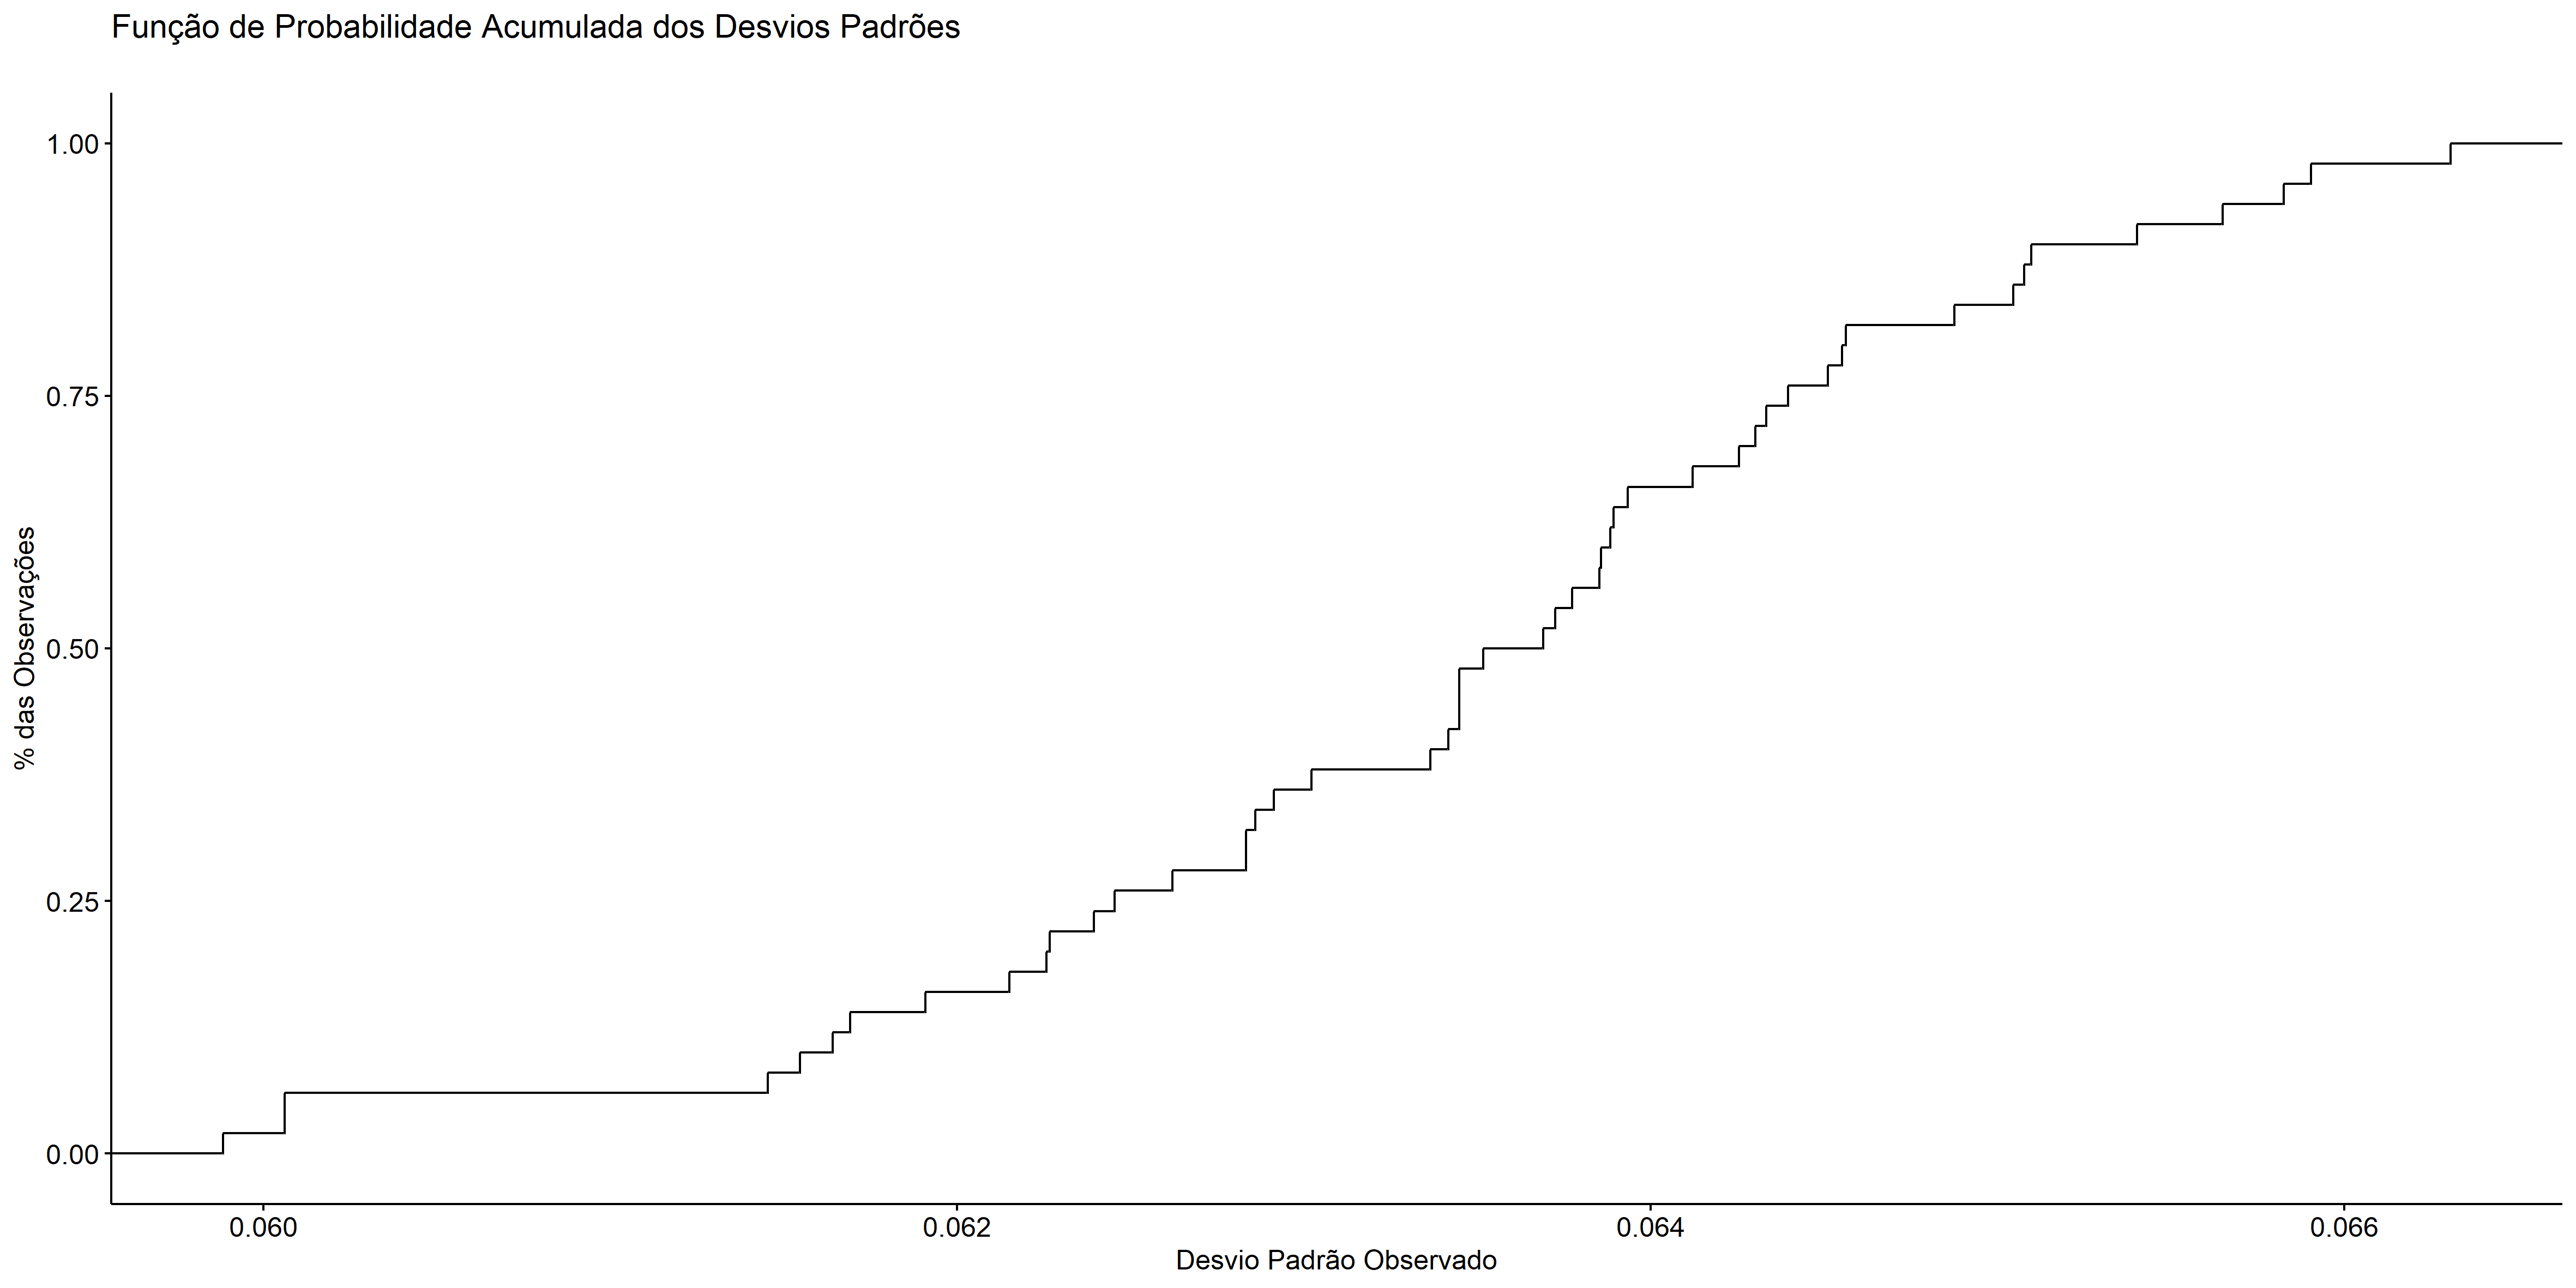 Função de Probabilidade Acumulada dos Desvios Padrões
1.00
0.75
0.50
0.25
0.00
% das Observações
0.060 0.062 0.064 0.066
Desvio Padrão Observado